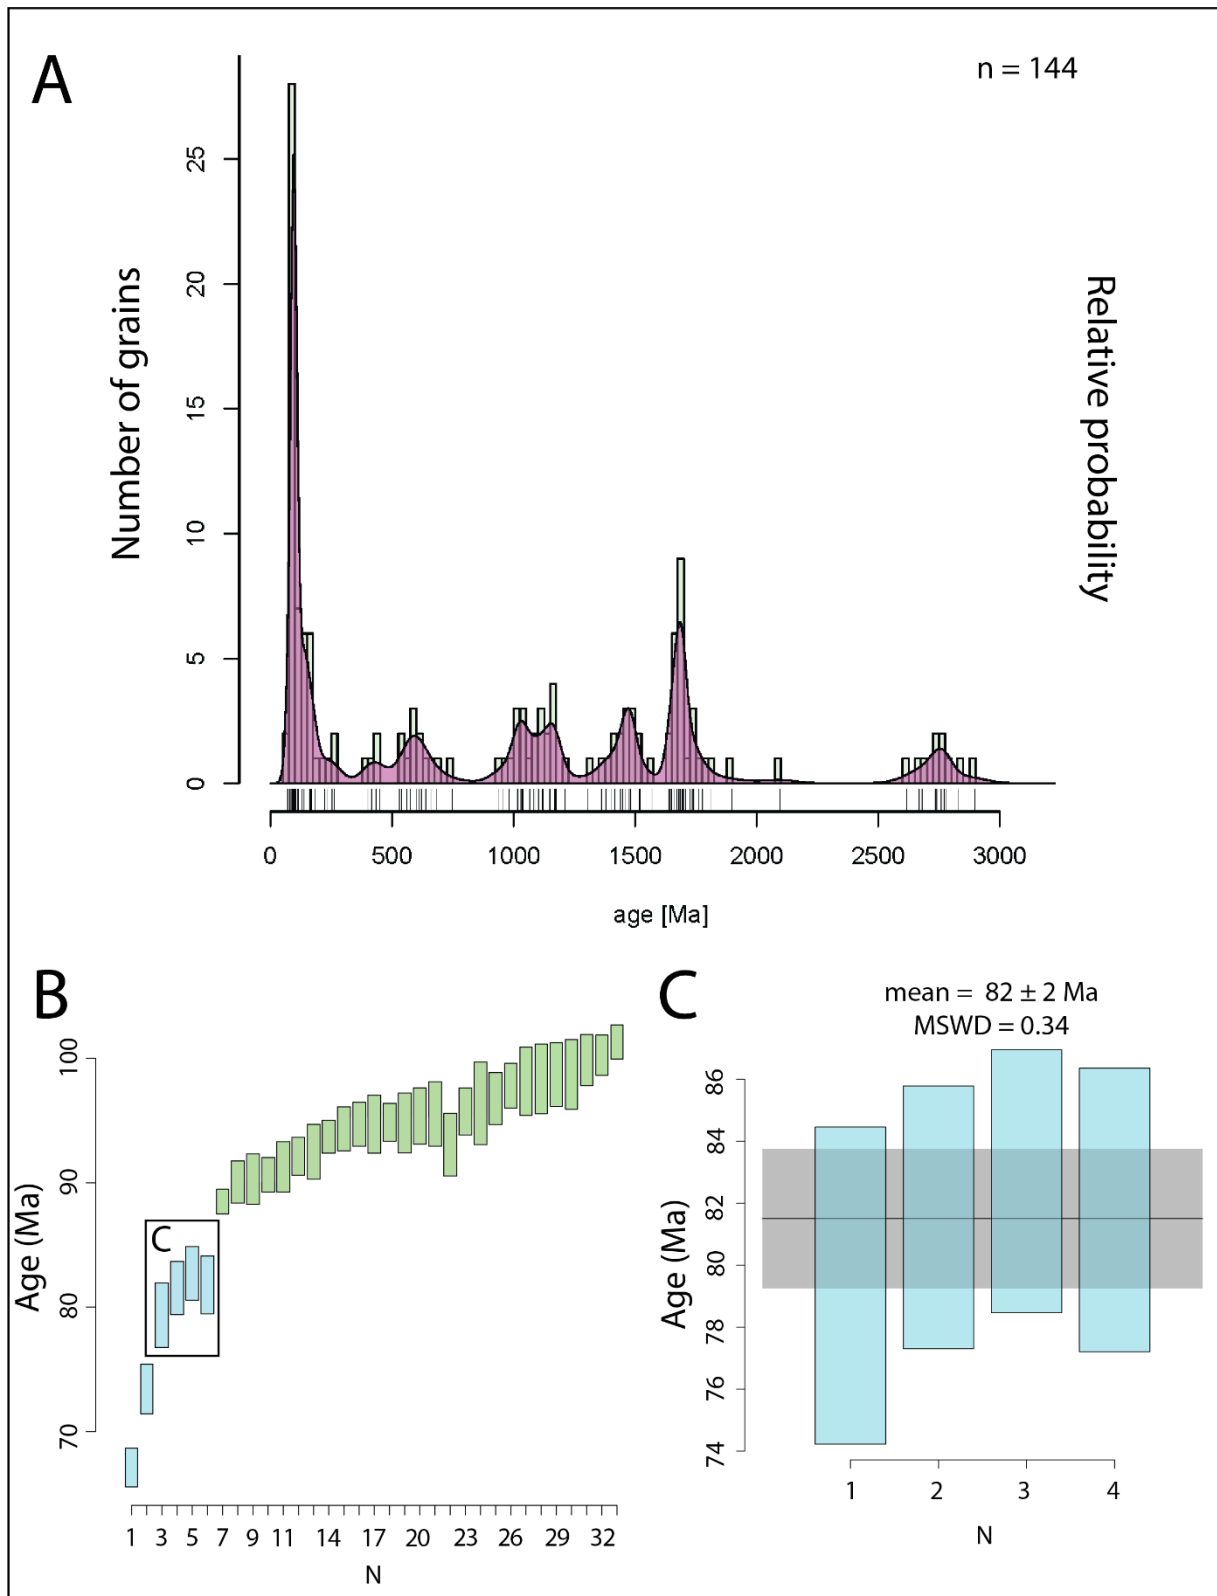 A
n = 144
Number of grains
25
20
15
10
5
0
Relative probability
0 500 1000 1500 2000 2500 3000
age [Ma]
B
Age (Ma)
100
90
80
70
C
1 3 5 7 9 11 14 17 20 23 26 29 32
N
C
mean = 82 ± 2 Ma
MSWD = 0.34
Age (Ma)
86
84
82
80
78
76
74
1 2 3 4
N